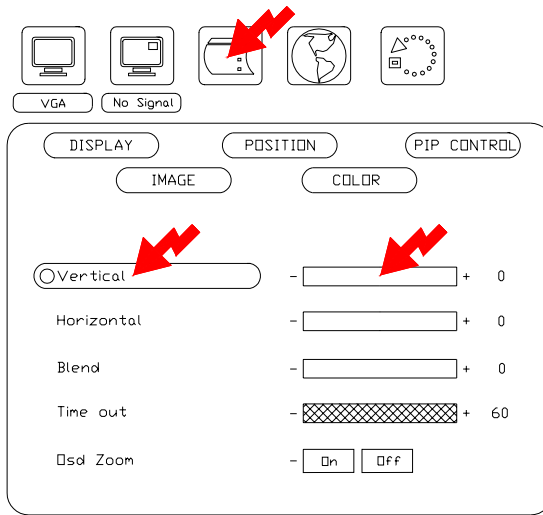 VGA No Signal
DISPLAY POSITION PIP CONTROL
IMAGE COLOR
Vertical - + 0
Horizontal - + 0
Blend - + 0
Time out - + 60
Osd Zoom - On Off